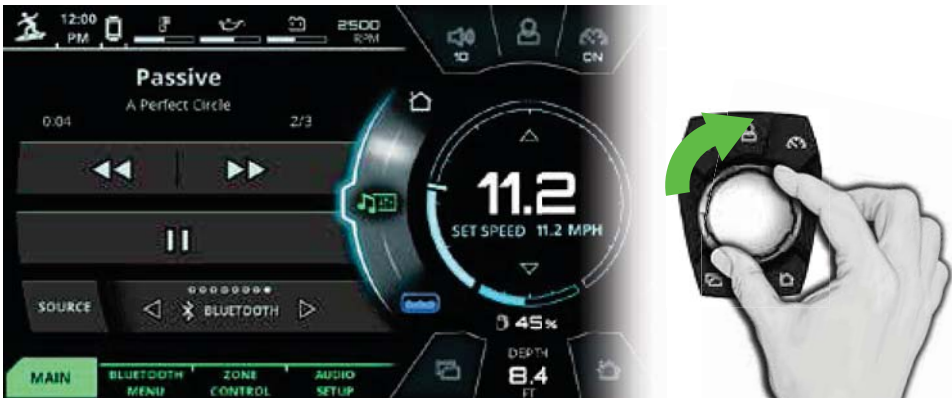 12:00
PM
2500
RPM
10
ON
Passive
A Perfect Circle
0:04
2/3
11.2
SET SPEED 11.2 MPH
SOURCE
BLUETOOTH
45%
DEPTH
8.4
FT
MAIN
BLUETOOTH
MENU
ZONE
CONTROL
AUDIO
SETUP